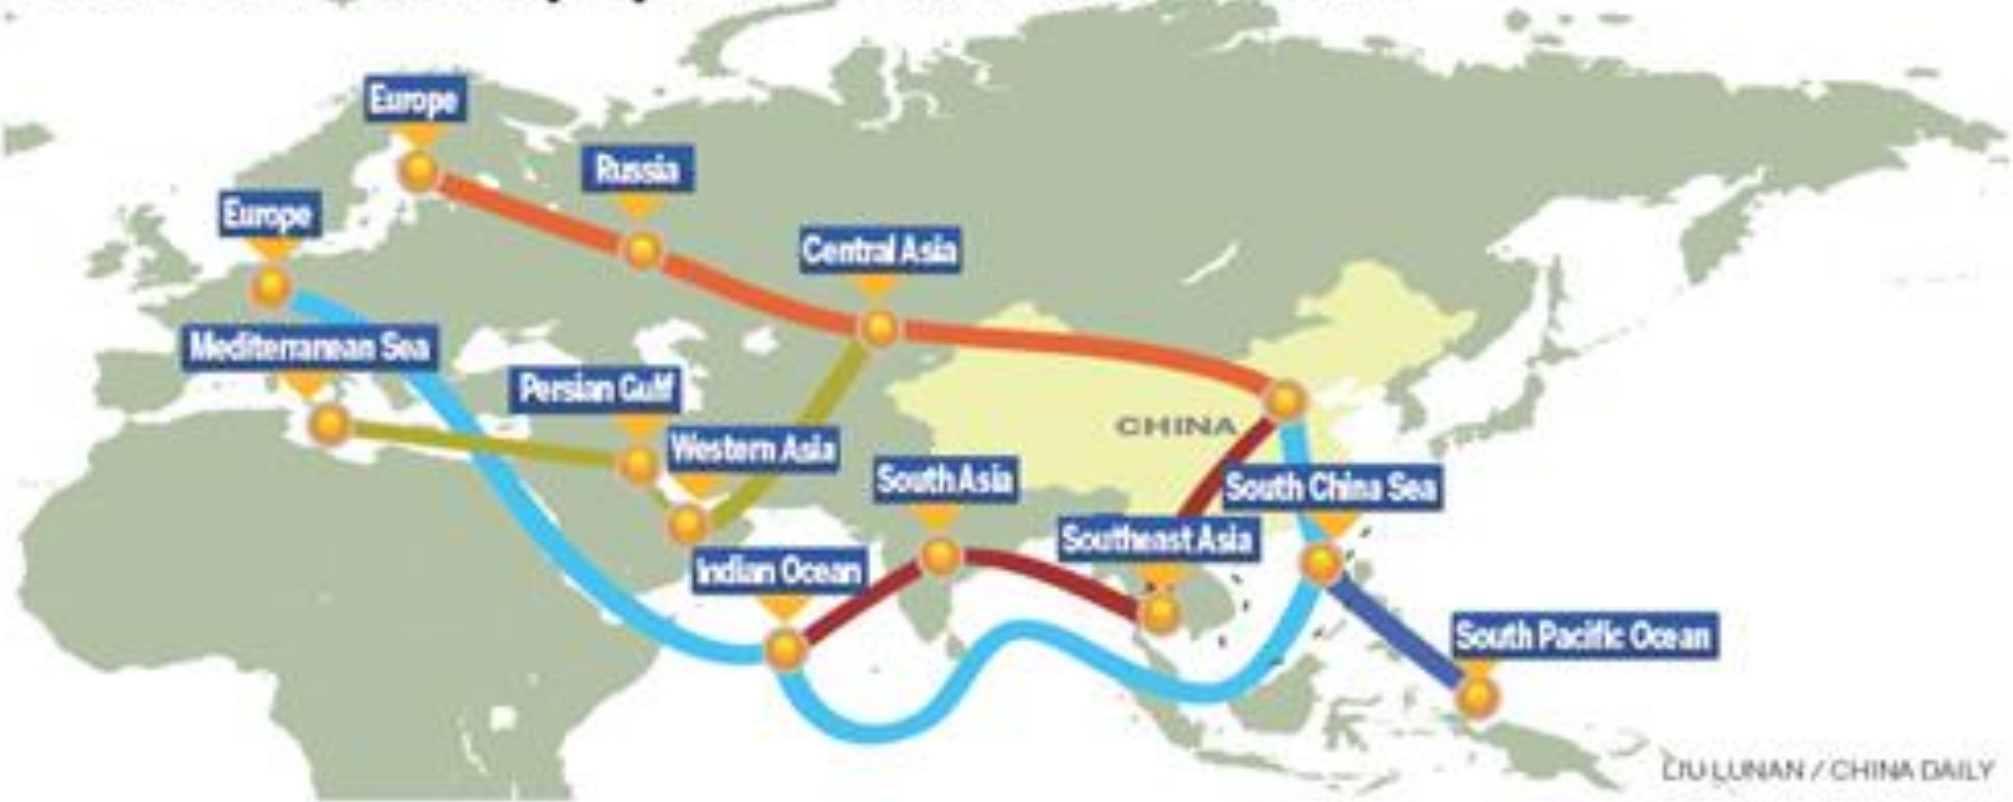 Europe
Russia
Europe
Central Asia
Mediterranean Sea
Persian Gulf
CHINA
Western Asia
South Asia
South China Sea
Southeast Asia
Indian Ocean
South Pacific Ocean
LIU LUNAN / CHINA DAILY